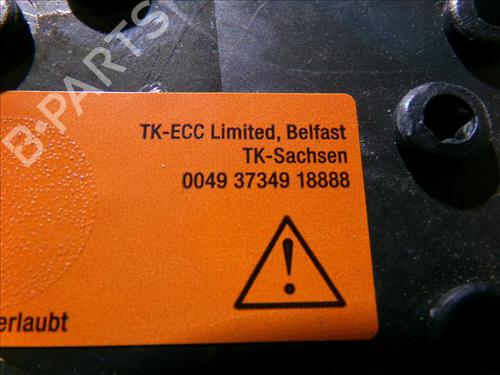 B-PARTS
TK-ECC Limited, Belfast
TK-Sachsen
0049 37349 18888
erlaubt